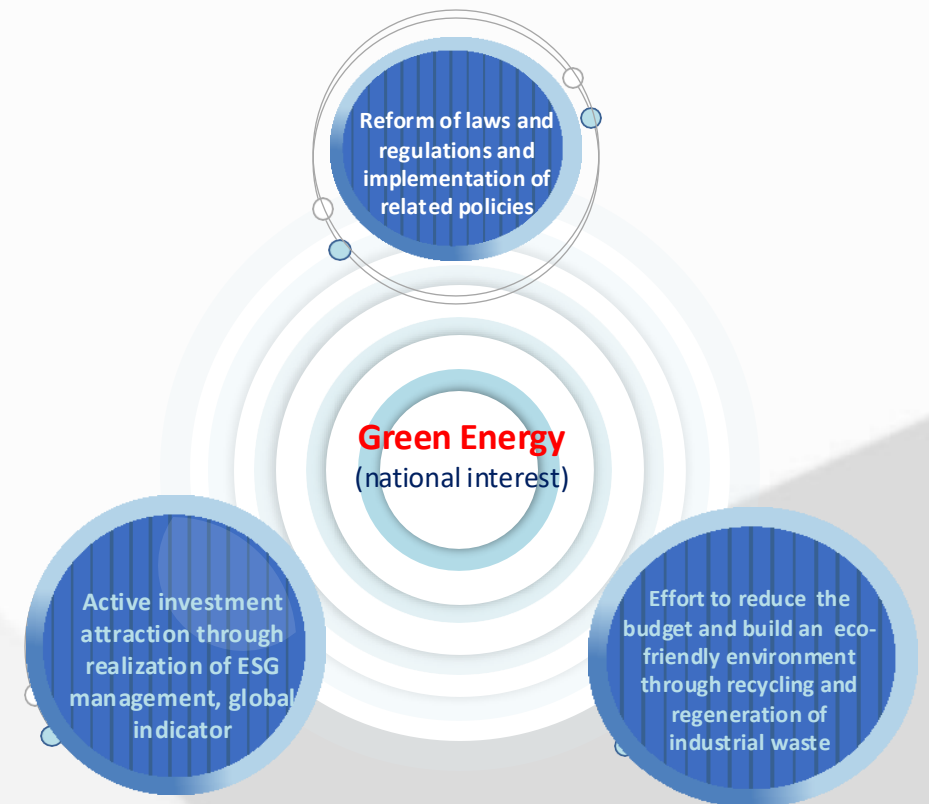 Reform of laws and
regulations and
implementation of
related policies
Green Energy
(national interest)
Active investment
attraction through
realization of ESG
management, global
indicator
Effort to reduce the
budget and build an eco-
friendly environment
through recycling and
regeneration of
industrial waste